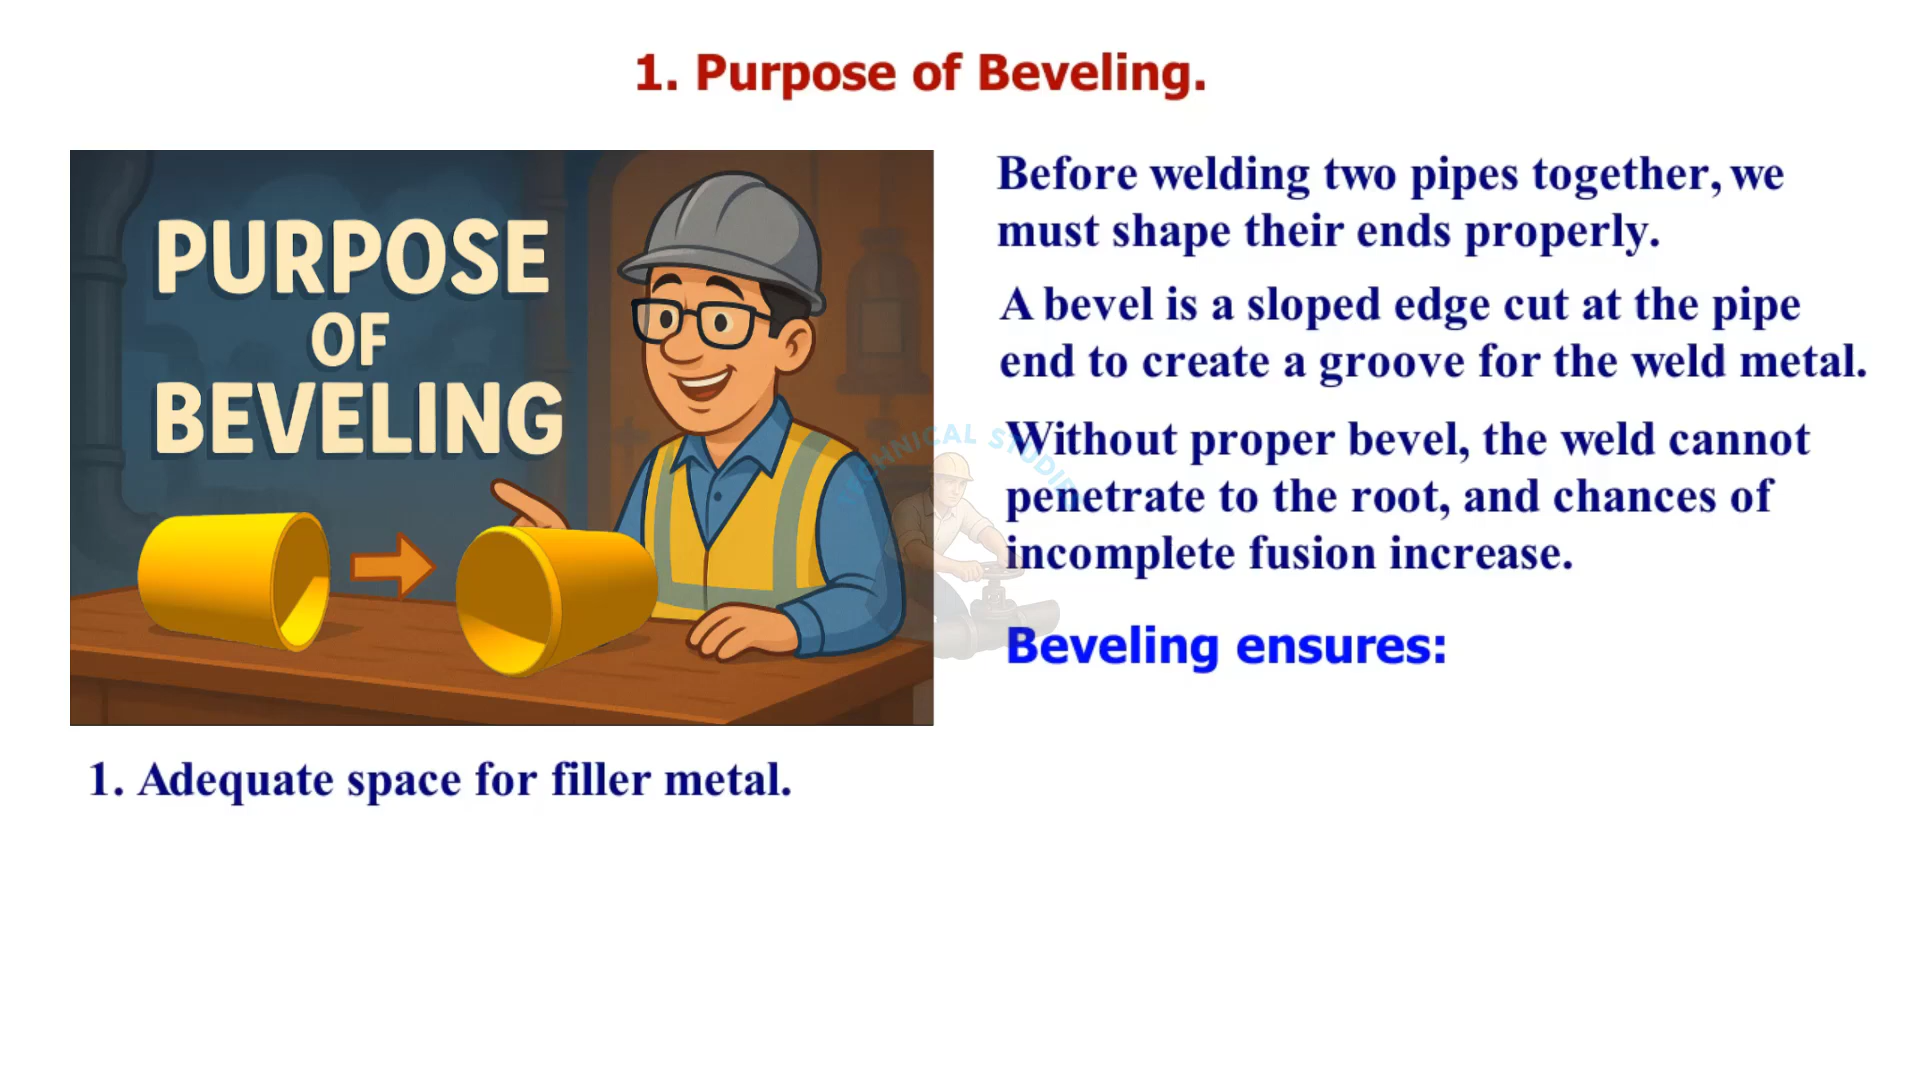 1. Purpose of Beveling.
PURPOSE
OF
BEVELING
Before welding two pipes together, we
must shape their ends properly.
A bevel is a sloped edge cut at the pipe
end to create a groove for the weld metal.
Without proper bevel, the weld cannot
penetrate to the root, and chances of
incomplete fusion increase.
TECHNICAL STUDIES
Beveling ensures:
1. Adequate space for filler metal.